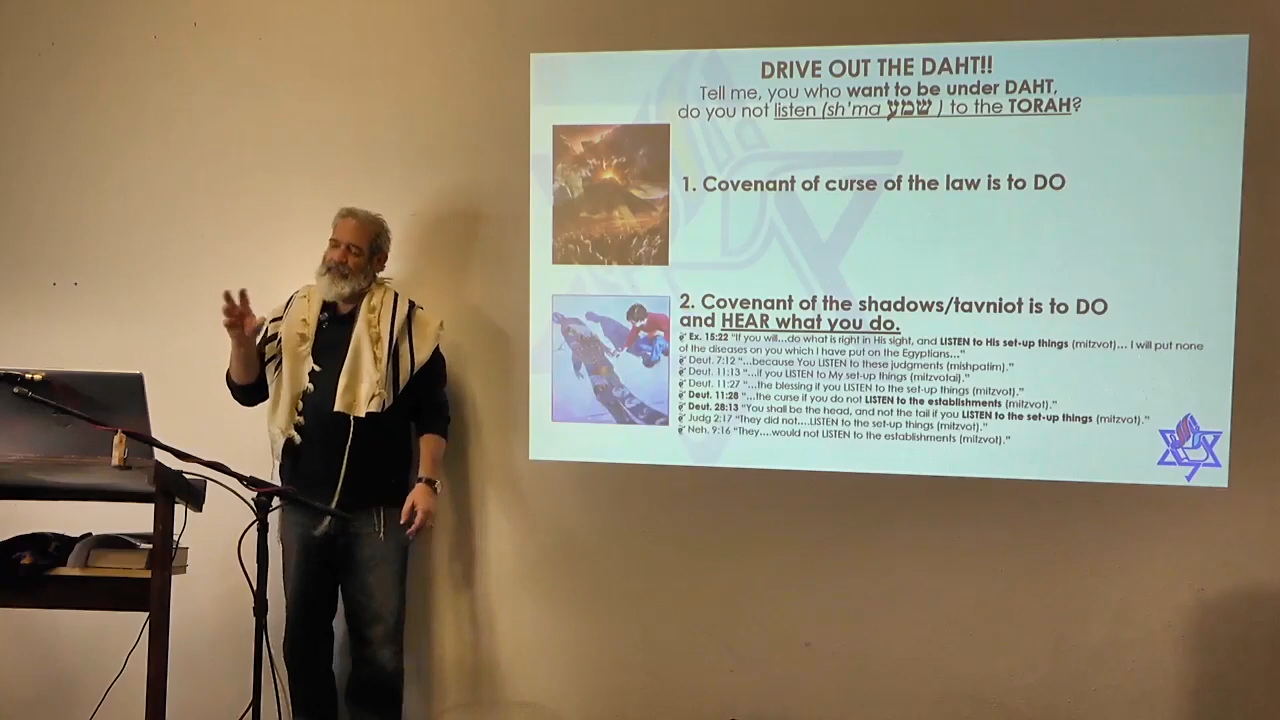 DRIVE OUT THE DAHT!!
Tell me, you who want to be under DAHT,
do you not listen (sh'ma שמע ) to the TORAH?
1. Covenant of curse of the law is to DO
2. Covenant of the shadows/tavniot is to DO
and HEAR what you do.
Ex. 15:22 "If you will...do what is right in His sight, and LISTEN to His set-up things (mitzvot)... I will put none
of the diseases on you which I have put on the Egyptians..."
Deut. 7:12 "...because You LISTEN to these judgments (mishpatim)."
Deut. 11:13 "...if you LISTEN to My set-up things (mitzvotai)."
Deut. 11:27 "...the blessing if you LISTEN to the set-up things (mitzvot)."
Deut. 11:28 "...the curse if you do not LISTEN to the establishments (mitzvot)."
Deut. 28:13 "You shall be the head, and not the tail if you LISTEN to the set-up things (mitzvot)."
Judg 2:17 "They did not....LISTEN to the set-up things (mitzvot)."
Neh. 9:16 "They....would not LISTEN to the establishments (mitzvot)."